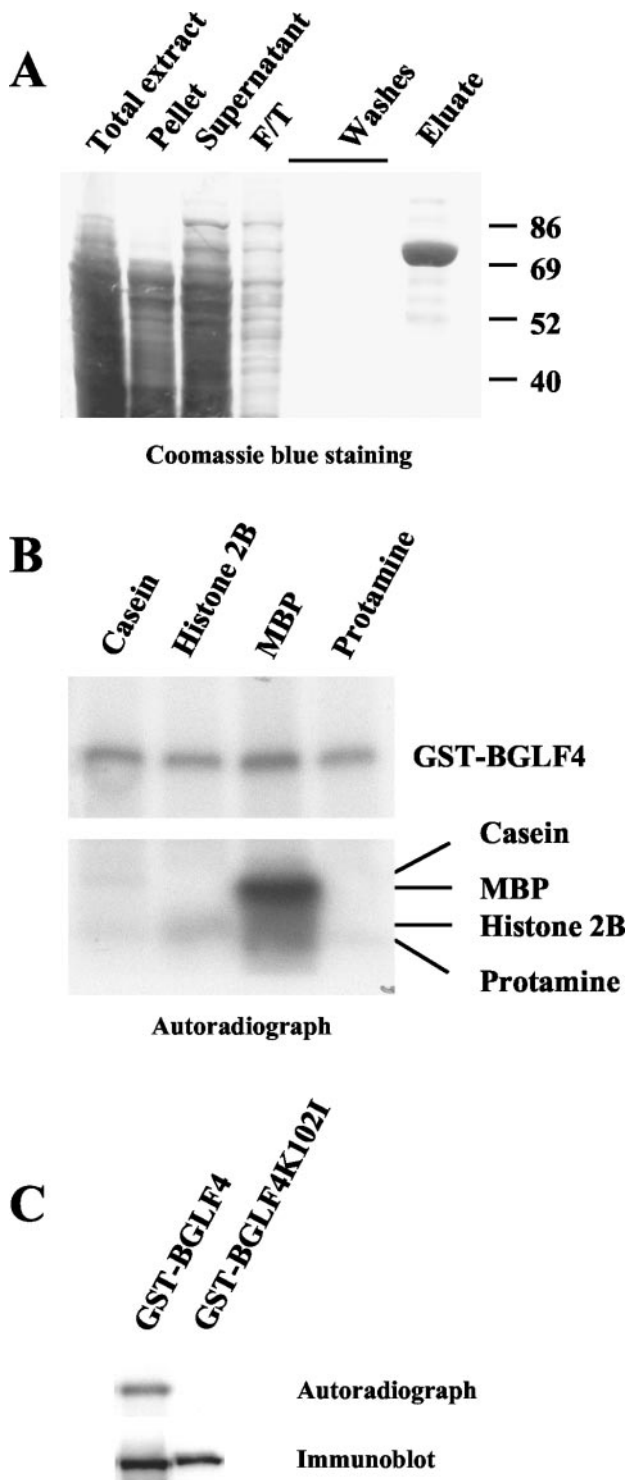 A
Total extract
Pellet
Supernatant
F/T
Washes
Eluate
86
69
52
40
Coomassie blue staining
B
Casein
Histone 2B
MBP
Protamine
GST-BGLF4
Casein
MBP
Histone 2B
Protamine
Autoradiograph
C
GST-BGLF4
GST-BGLF4K102I
Autoradiograph
Immunoblot